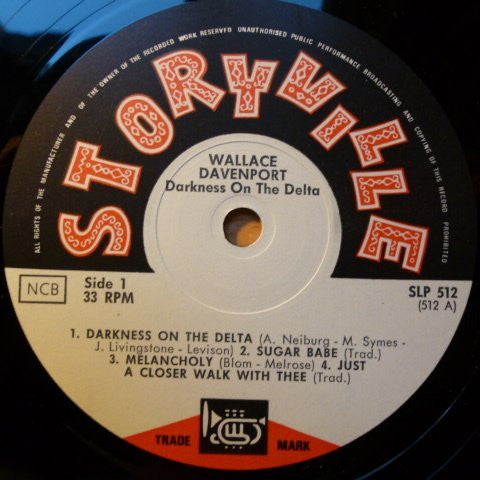 ALL RIGHTS OF THE MANUFACTURER AND OF THE OWNER OF THE RECORDED WORK RESERVED UNAUTHORISED PUBLIC PERFORMANCE BROADCASTING AND COPYING OF THIS RECORD PROHIBITED
STORYVILLE
WALLACE
DAVENPORT
Darkness On The Delta
NCB
Side 1
33 RPM
SLP 512
(512 A)
1. DARKNESS ON THE DELTA (A. Neiburg - M. Symes -
J. Livingstone - Levison) 2. SUGAR BABE (Trad.)
3. MELANCHOLY (Blom - Melrose) 4. JUST
A CLOSER WALK WITH THEE (Trad.)
TRADE MARK